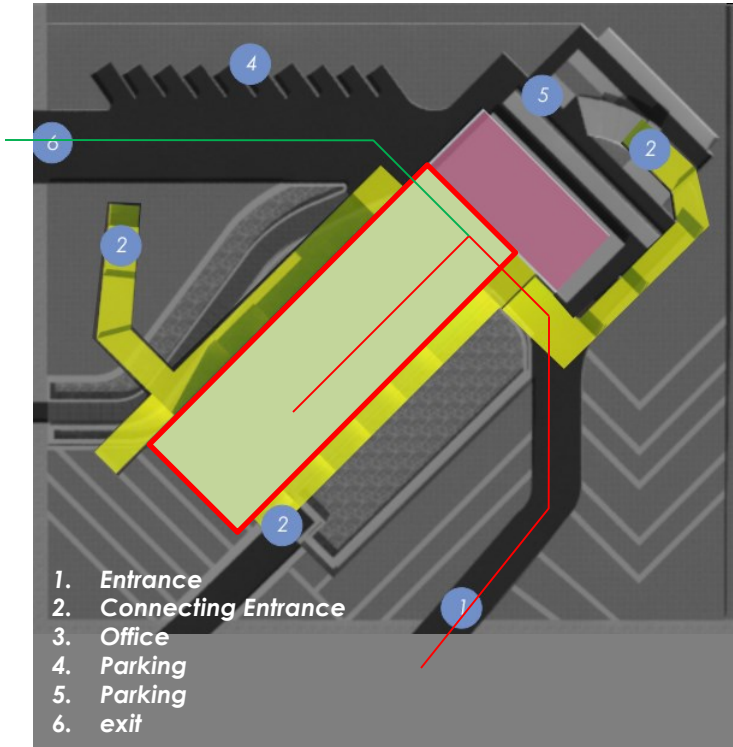 4
5
6
2
2
2
1
1. Entrance
2. Connecting Entrance
3. Office
4. Parking
5. Parking
6. exit